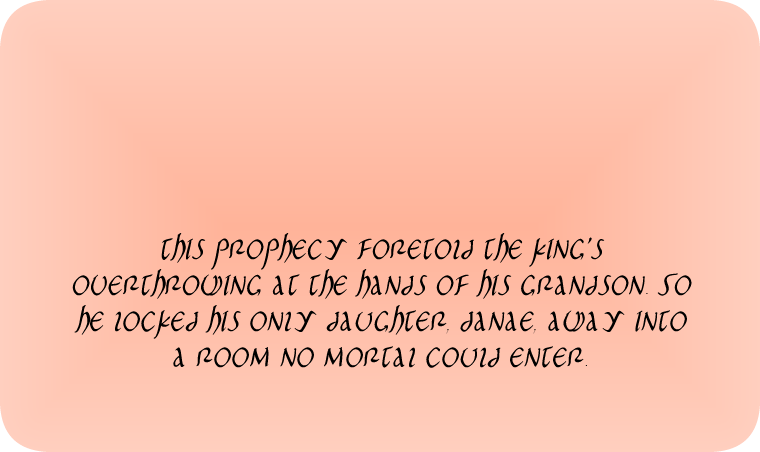 This prophecy foretold the king's
overthrowing at the hands of his grandson. So
he locked his only daughter, Danae, away into
a room no mortal could enter.